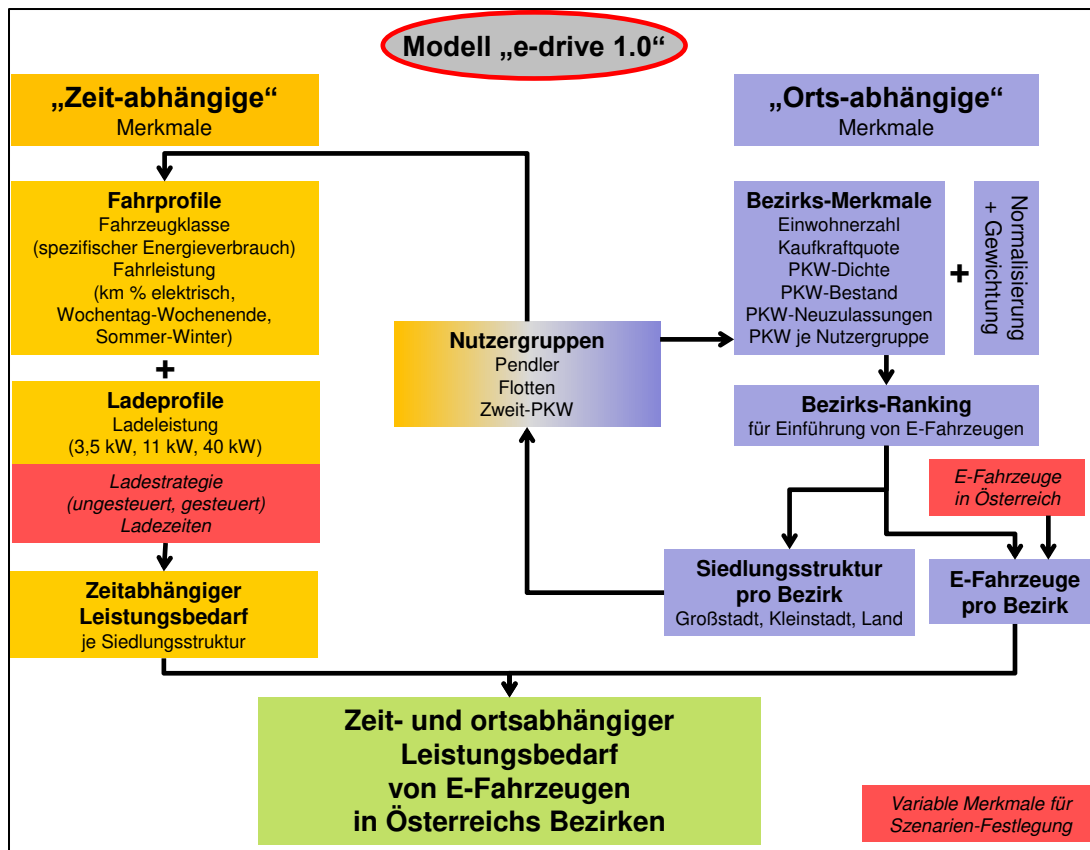 Modell „e-drive 1.0“
„Zeit-abhängige“
Merkmale
„Orts-abhängige“
Merkmale
Fahrprofile
Fahrzeugklasse
(spezifischer Energieverbrauch)
Fahrleistung
(km % elektrisch,
Wochentag-Wochenende,
Sommer-Winter)
+
Ladeprofile
Ladeleistung
(3,5 kW, 11 kW, 40 kW)
Ladestrategie
(ungesteuert, gesteuert)
Ladezeiten
Zeitabhängiger
Leistungsbedarf
je Siedlungsstruktur
Nutzergruppen
Pendler
Flotten
Zweit-PKW
Bezirks-Merkmale
Einwohnerzahl
Kaufkraftquote
PKW-Dichte
PKW-Bestand
PKW-Neuzulassungen
PKW je Nutzergruppe
+
Normalisierung
+ Gewichtung
Bezirks-Ranking
für Einführung von E-Fahrzeugen
E-Fahrzeuge
in Österreich
Siedlungsstruktur
pro Bezirk
Großstadt, Kleinstadt, Land
E-Fahrzeuge
pro Bezirk
Zeit- und ortsabhängiger
Leistungsbedarf
von E-Fahrzeugen
in Österreichs Bezirken
Variable Merkmale für
Szenarien-Festlegung